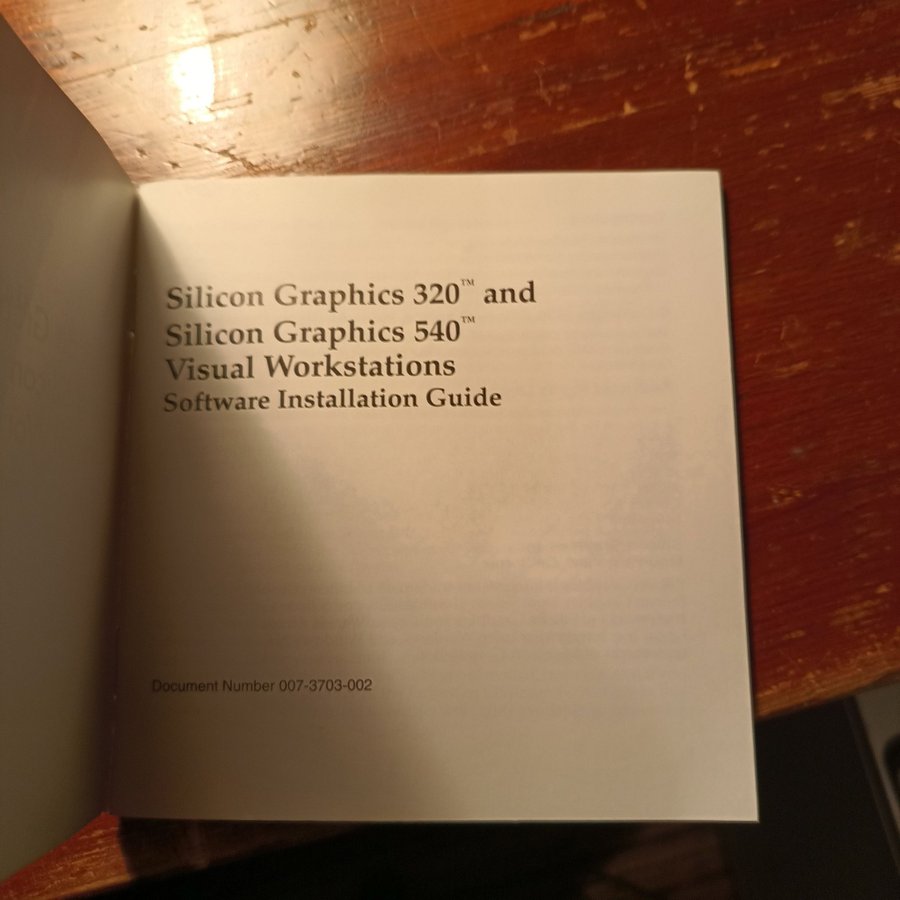 Silicon Graphics 320™ and
Silicon Graphics 540™
Visual Workstations
Software Installation Guide
Document Number 007-3703-002